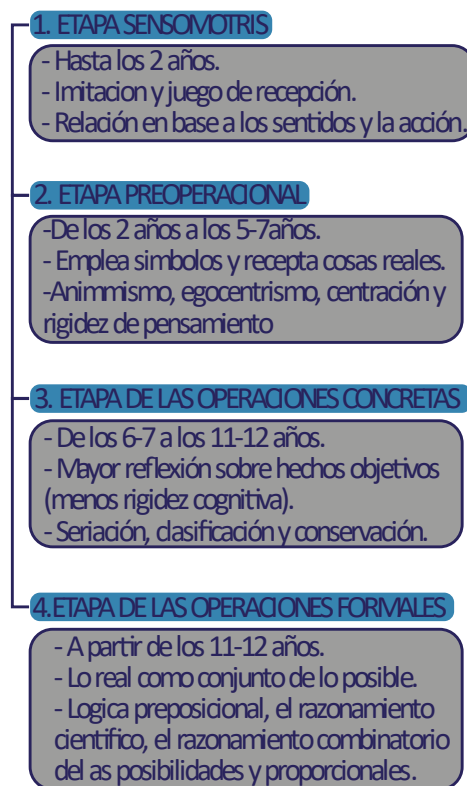 1. ETAPA SENSOMOTRIS
- Hasta los 2 años.
- Imitacion y juego de recepción.
- Relación en base a los sentidos y la acción.
2. ETAPA PREOPERACIONAL
-De los 2 años a los 5-7años.
- Emplea simbolos y recepta cosas reales.
-Animmismo, egocentrismo, centración y
rigidez de pensamiento
3. ETAPA DE LAS OPERACIONES CONCRETAS
- De los 6-7 a los 11-12 años.
- Mayor reflexión sobre hechos objetivos
(menos rigidez cognitiva).
- Seriación, clasificación y conservación.
4.ETAPA DE LAS OPERACIONES FORMALES
- A partir de los 11-12 años.
- Lo real como conjunto de lo posible.
- Logica preposicional, el razonamiento
cientifico, el razonamiento combinatorio
del as posibilidades y proporcionales.